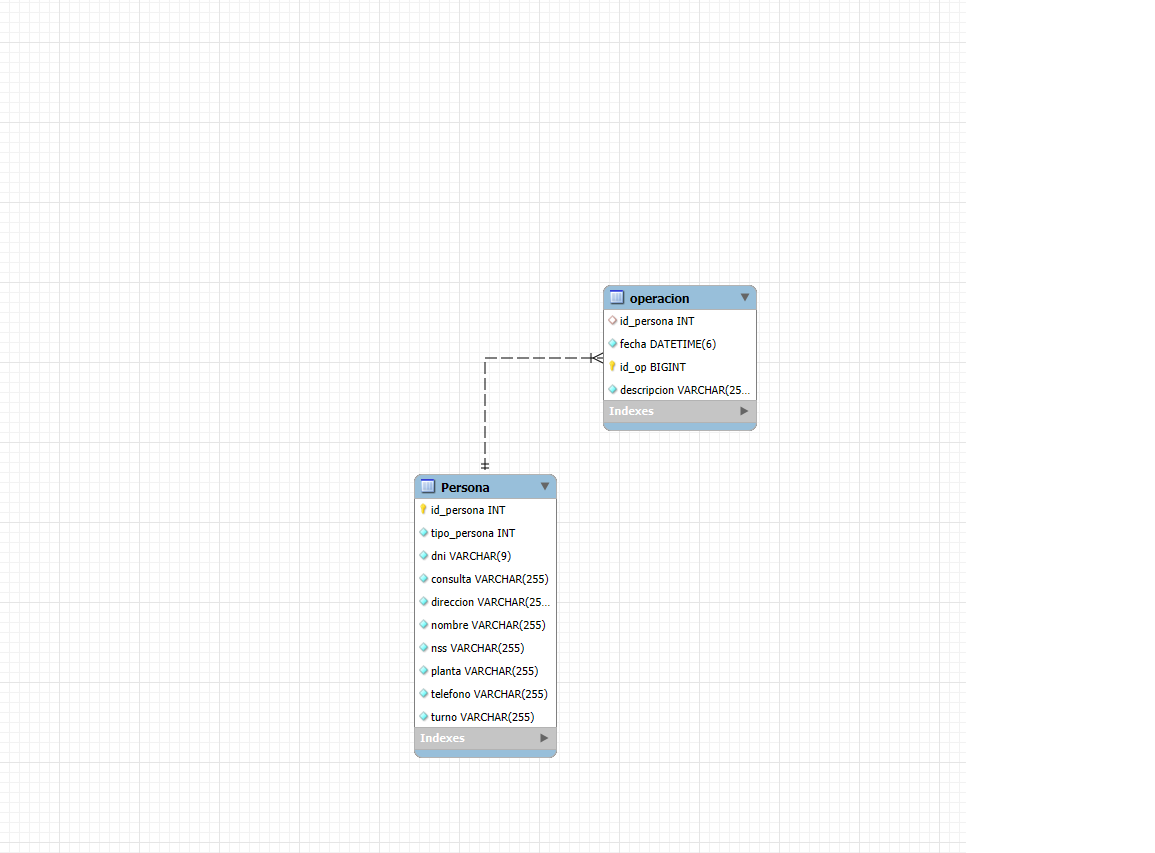 operacion
id_persona INT
fecha DATETIME(6)
id_op BIGINT
descripcion VARCHAR(25...
Indexes
Persona
id_persona INT
tipo_persona INT
dni VARCHAR(9)
consulta VARCHAR(255)
direccion VARCHAR(25...
nombre VARCHAR(255)
nss VARCHAR(255)
planta VARCHAR(255)
telefono VARCHAR(255)
turno VARCHAR(255)
Indexes